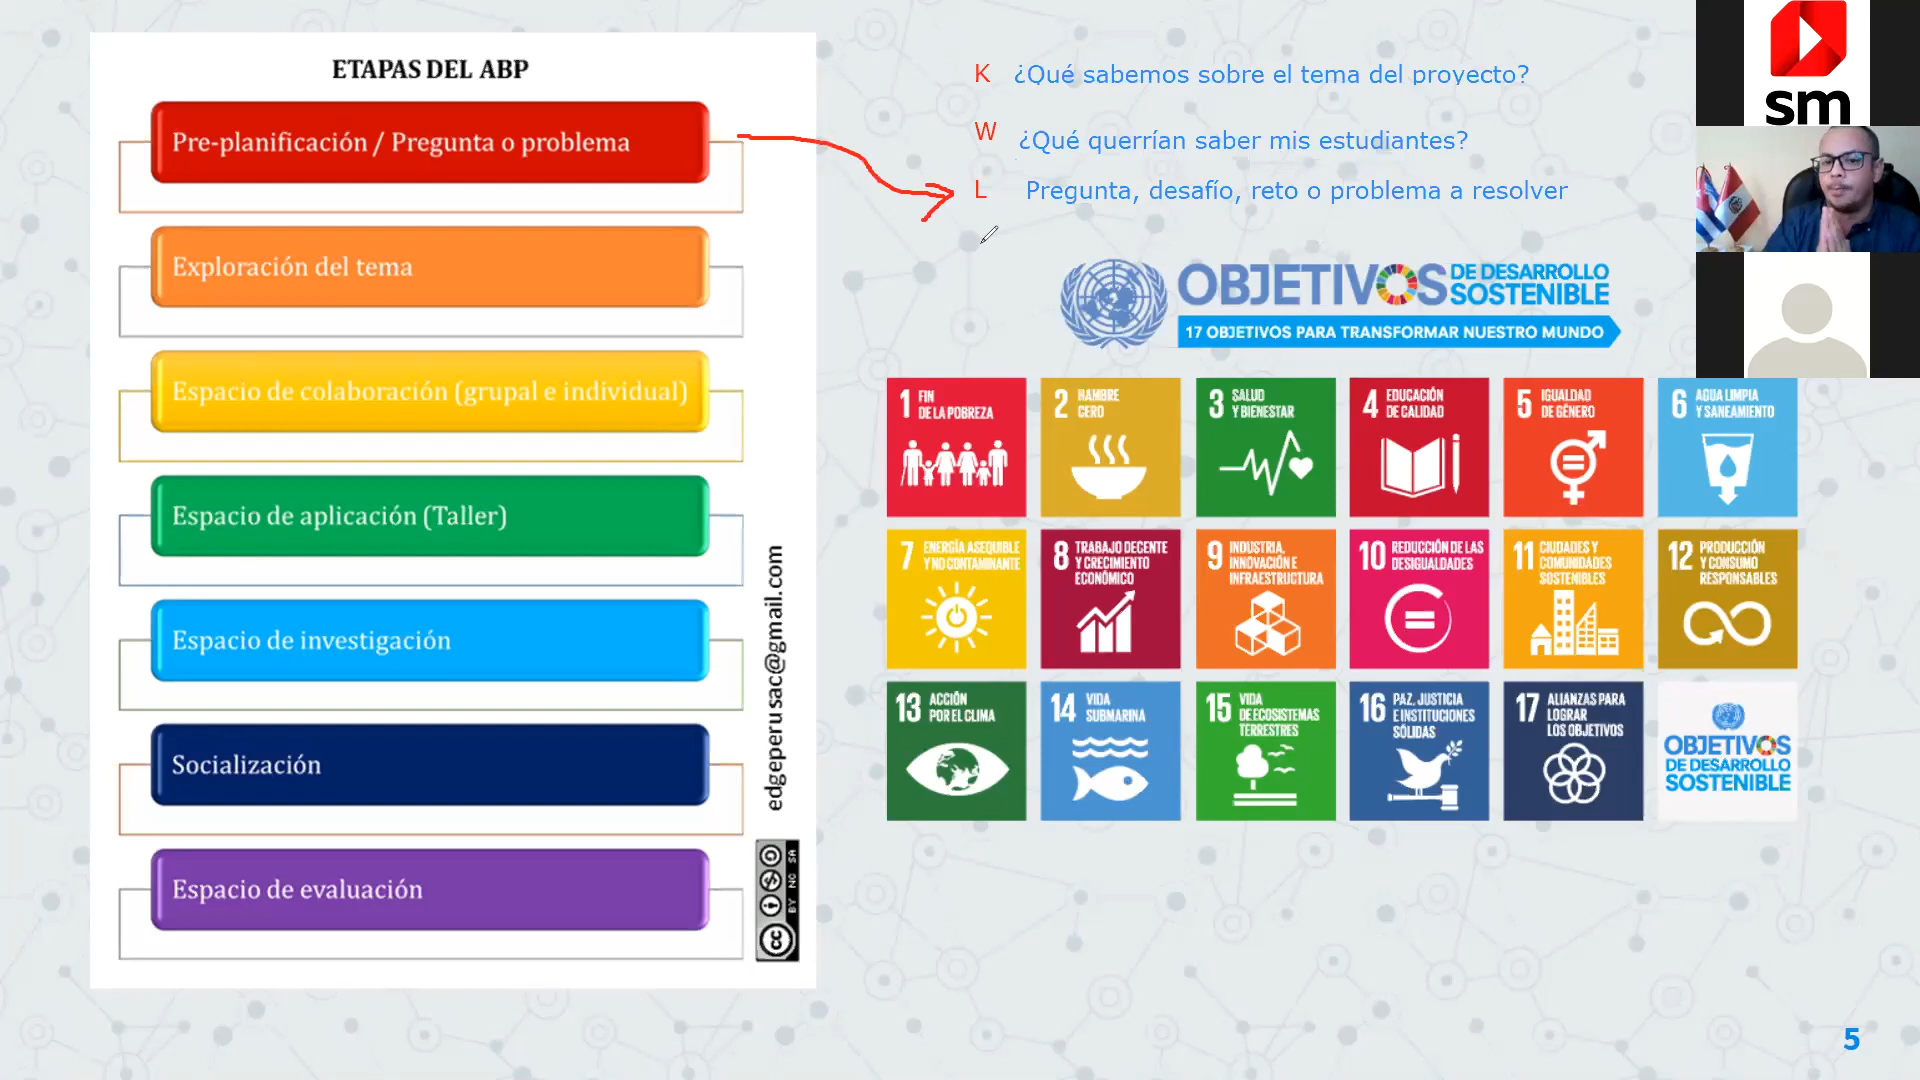 ETAPAS DEL ABP
Pre-planificación / Pregunta o problema
Exploración del tema
Espacio de colaboración (grupal e individual)
Espacio de aplicación (Taller)
Espacio de investigación
Socialización
Espacio de evaluación
edgeperusac@gmail.com
cc
BY NC SA
K ¿Qué sabemos sobre el tema del proyecto?
W ¿Qué querrían saber mis estudiantes?
L Pregunta, desafío, reto o problema a resolver
OBJETIVOS DE DESARROLLO
SOSTENIBLE
17 OBJETIVOS PARA TRANSFORMAR NUESTRO MUNDO
1 FIN
DE LA POBREZA
2 HAMBRE
CERO
3 SALUD
Y BIENESTAR
4 EDUCACIÓN
DE CALIDAD
5 IGUALDAD
DE GÉNERO
6 AGUA LIMPIA
Y SANEAMIENTO
7 ENERGÍA ASEQUIBLE
Y NO CONTAMINANTE
8 TRABAJO DECENTE
Y CRECIMIENTO
ECONÓMICO
9 INDUSTRIA,
INNOVACIÓN E
INFRAESTRUCTURA
10 REDUCCIÓN DE LAS
DESIGUALDADES
11 CIUDADES Y
COMUNIDADES
SOSTENIBLES
12 PRODUCCIÓN
Y CONSUMO
RESPONSABLES
13 ACCIÓN
POR EL CLIMA
14 VIDA
SUBMARINA
15 VIDA
DE ECOSISTEMAS
TERRESTRES
16 PAZ, JUSTICIA
E INSTITUCIONES
SÓLIDAS
17 ALIANZAS PARA
LOGRAR
LOS OBJETIVOS
OBJETIVOS
DE DESARROLLO
SOSTENIBLE
sm
5